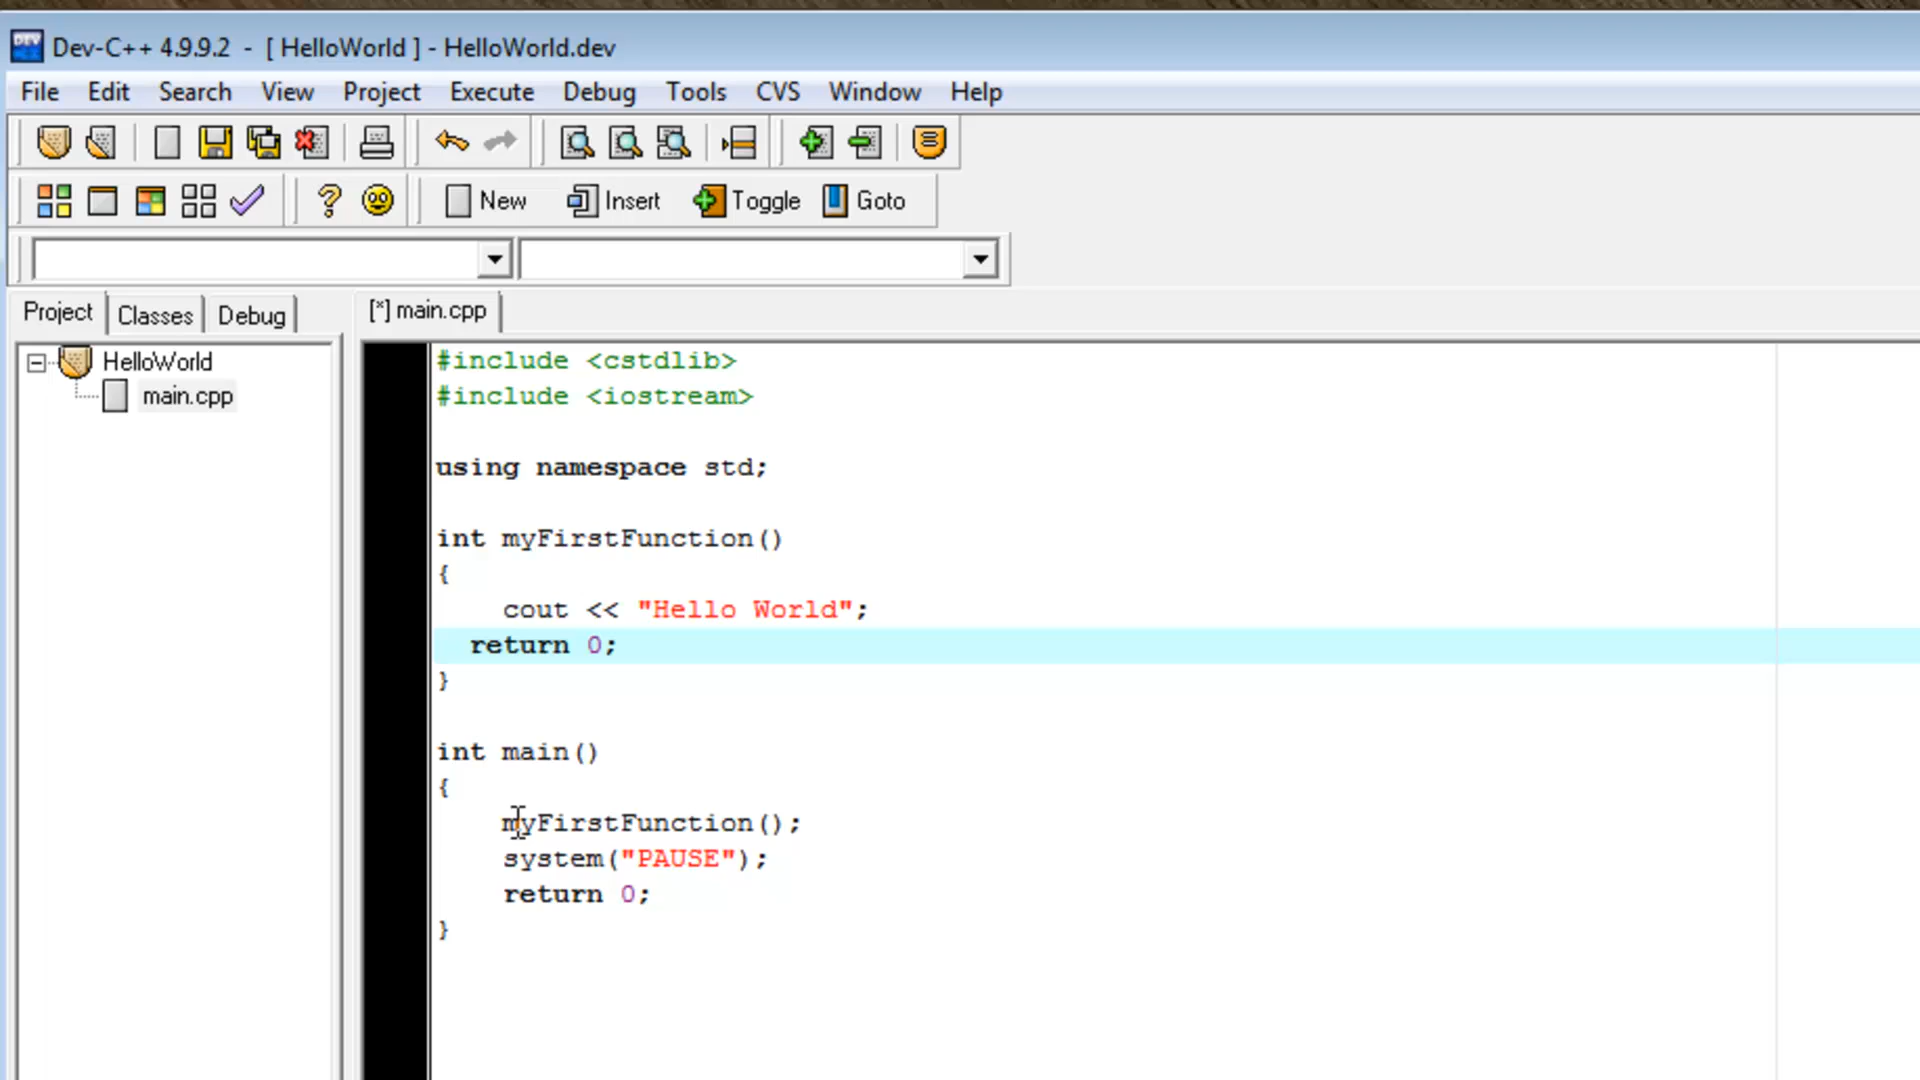 DEV
Dev-C++ 4.9.9.2 - [ HelloWorld ] - HelloWorld.dev
File Edit Search View Project Execute Debug Tools CVS Window Help
New Insert Toggle Goto
Project Classes Debug
[*] main.cpp
HelloWorld
main.cpp
#include <cstdlib>
#include <iostream>
using namespace std;
int myFirstFunction()
{
cout << "Hello World";
return 0;
}
int main()
{
myFirstFunction();
system("PAUSE");
return 0;
}